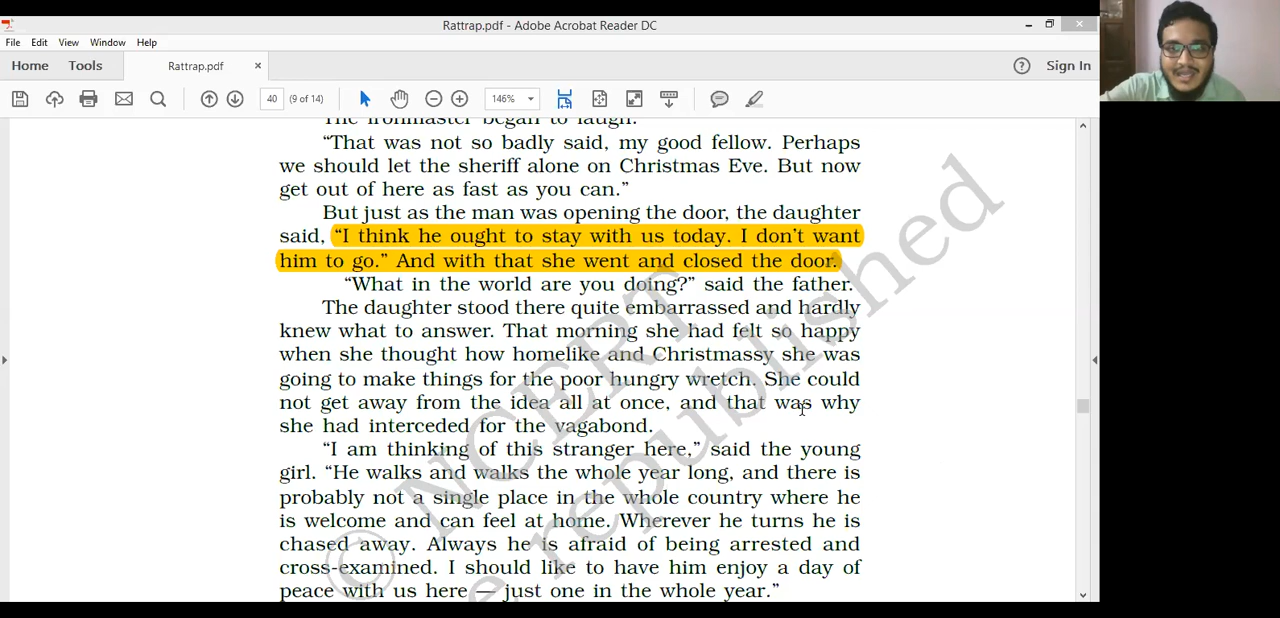 Rattrap.pdf - Adobe Acrobat Reader DC
File Edit View Window Help
Home Tools Rattrap.pdf × ? Sign In
40 (9 of 14) 146%
The ironmaster began to laugh.
“That was not so badly said, my good fellow. Perhaps
we should let the sheriff alone on Christmas Eve. But now
get out of here as fast as you can.”
But just as the man was opening the door, the daughter
said, “I think he ought to stay with us today. I don’t want
him to go.” And with that she went and closed the door.
“What in the world are you doing?” said the father.
The daughter stood there quite embarrassed and hardly
knew what to answer. That morning she had felt so happy
when she thought how homelike and Christmassy she was
going to make things for the poor hungry wretch. She could
not get away from the idea all at once, and that was why
she had interceded for the vagabond.
“I am thinking of this stranger here,” said the young
girl. “He walks and walks the whole year long, and there is
probably not a single place in the whole country where he
is welcome and can feel at home. Wherever he turns he is
chased away. Always he is afraid of being arrested and
cross-examined. I should like to have him enjoy a day of
peace with us here — just one in the whole year.”
© NCERT
be republished